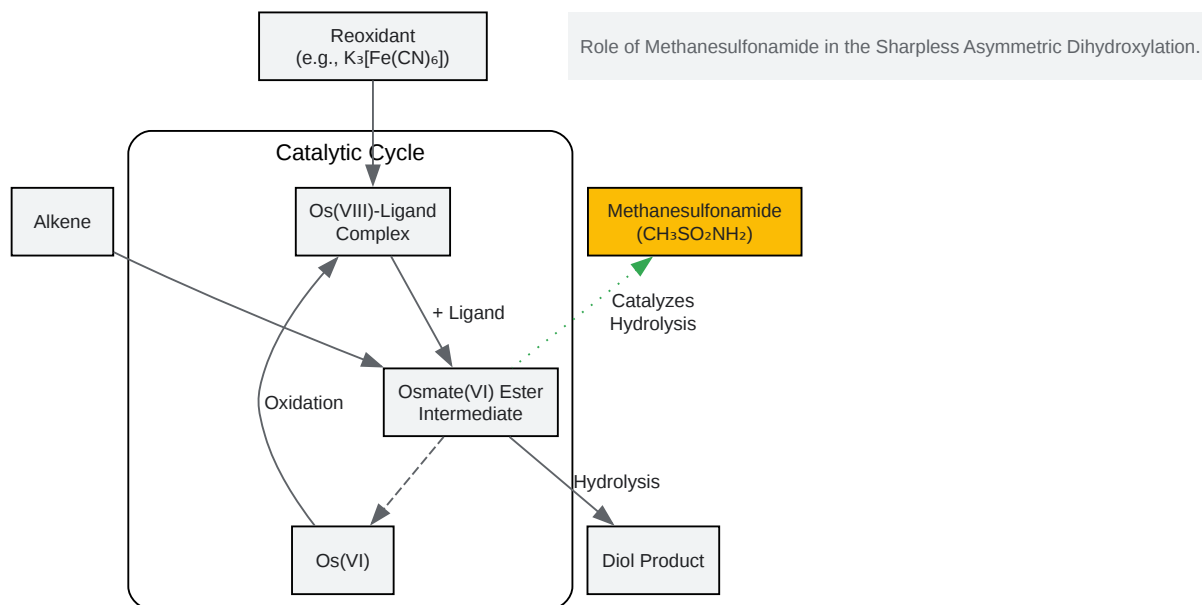 Reoxidant
(e.g., K₃[Fe(CN)₆])
Role of Methanesulfonamide in the Sharpless Asymmetric Dihydroxylation.
Catalytic Cycle
Alkene
Os(VIII)-Ligand
Complex
Methanesulfonamide
(CH₃SO₂NH₂)
+ Ligand
Catalyzes
Hydrolysis
Oxidation
Osmate(VI) Ester
Intermediate
Hydrolysis
Os(VI)
Diol Product